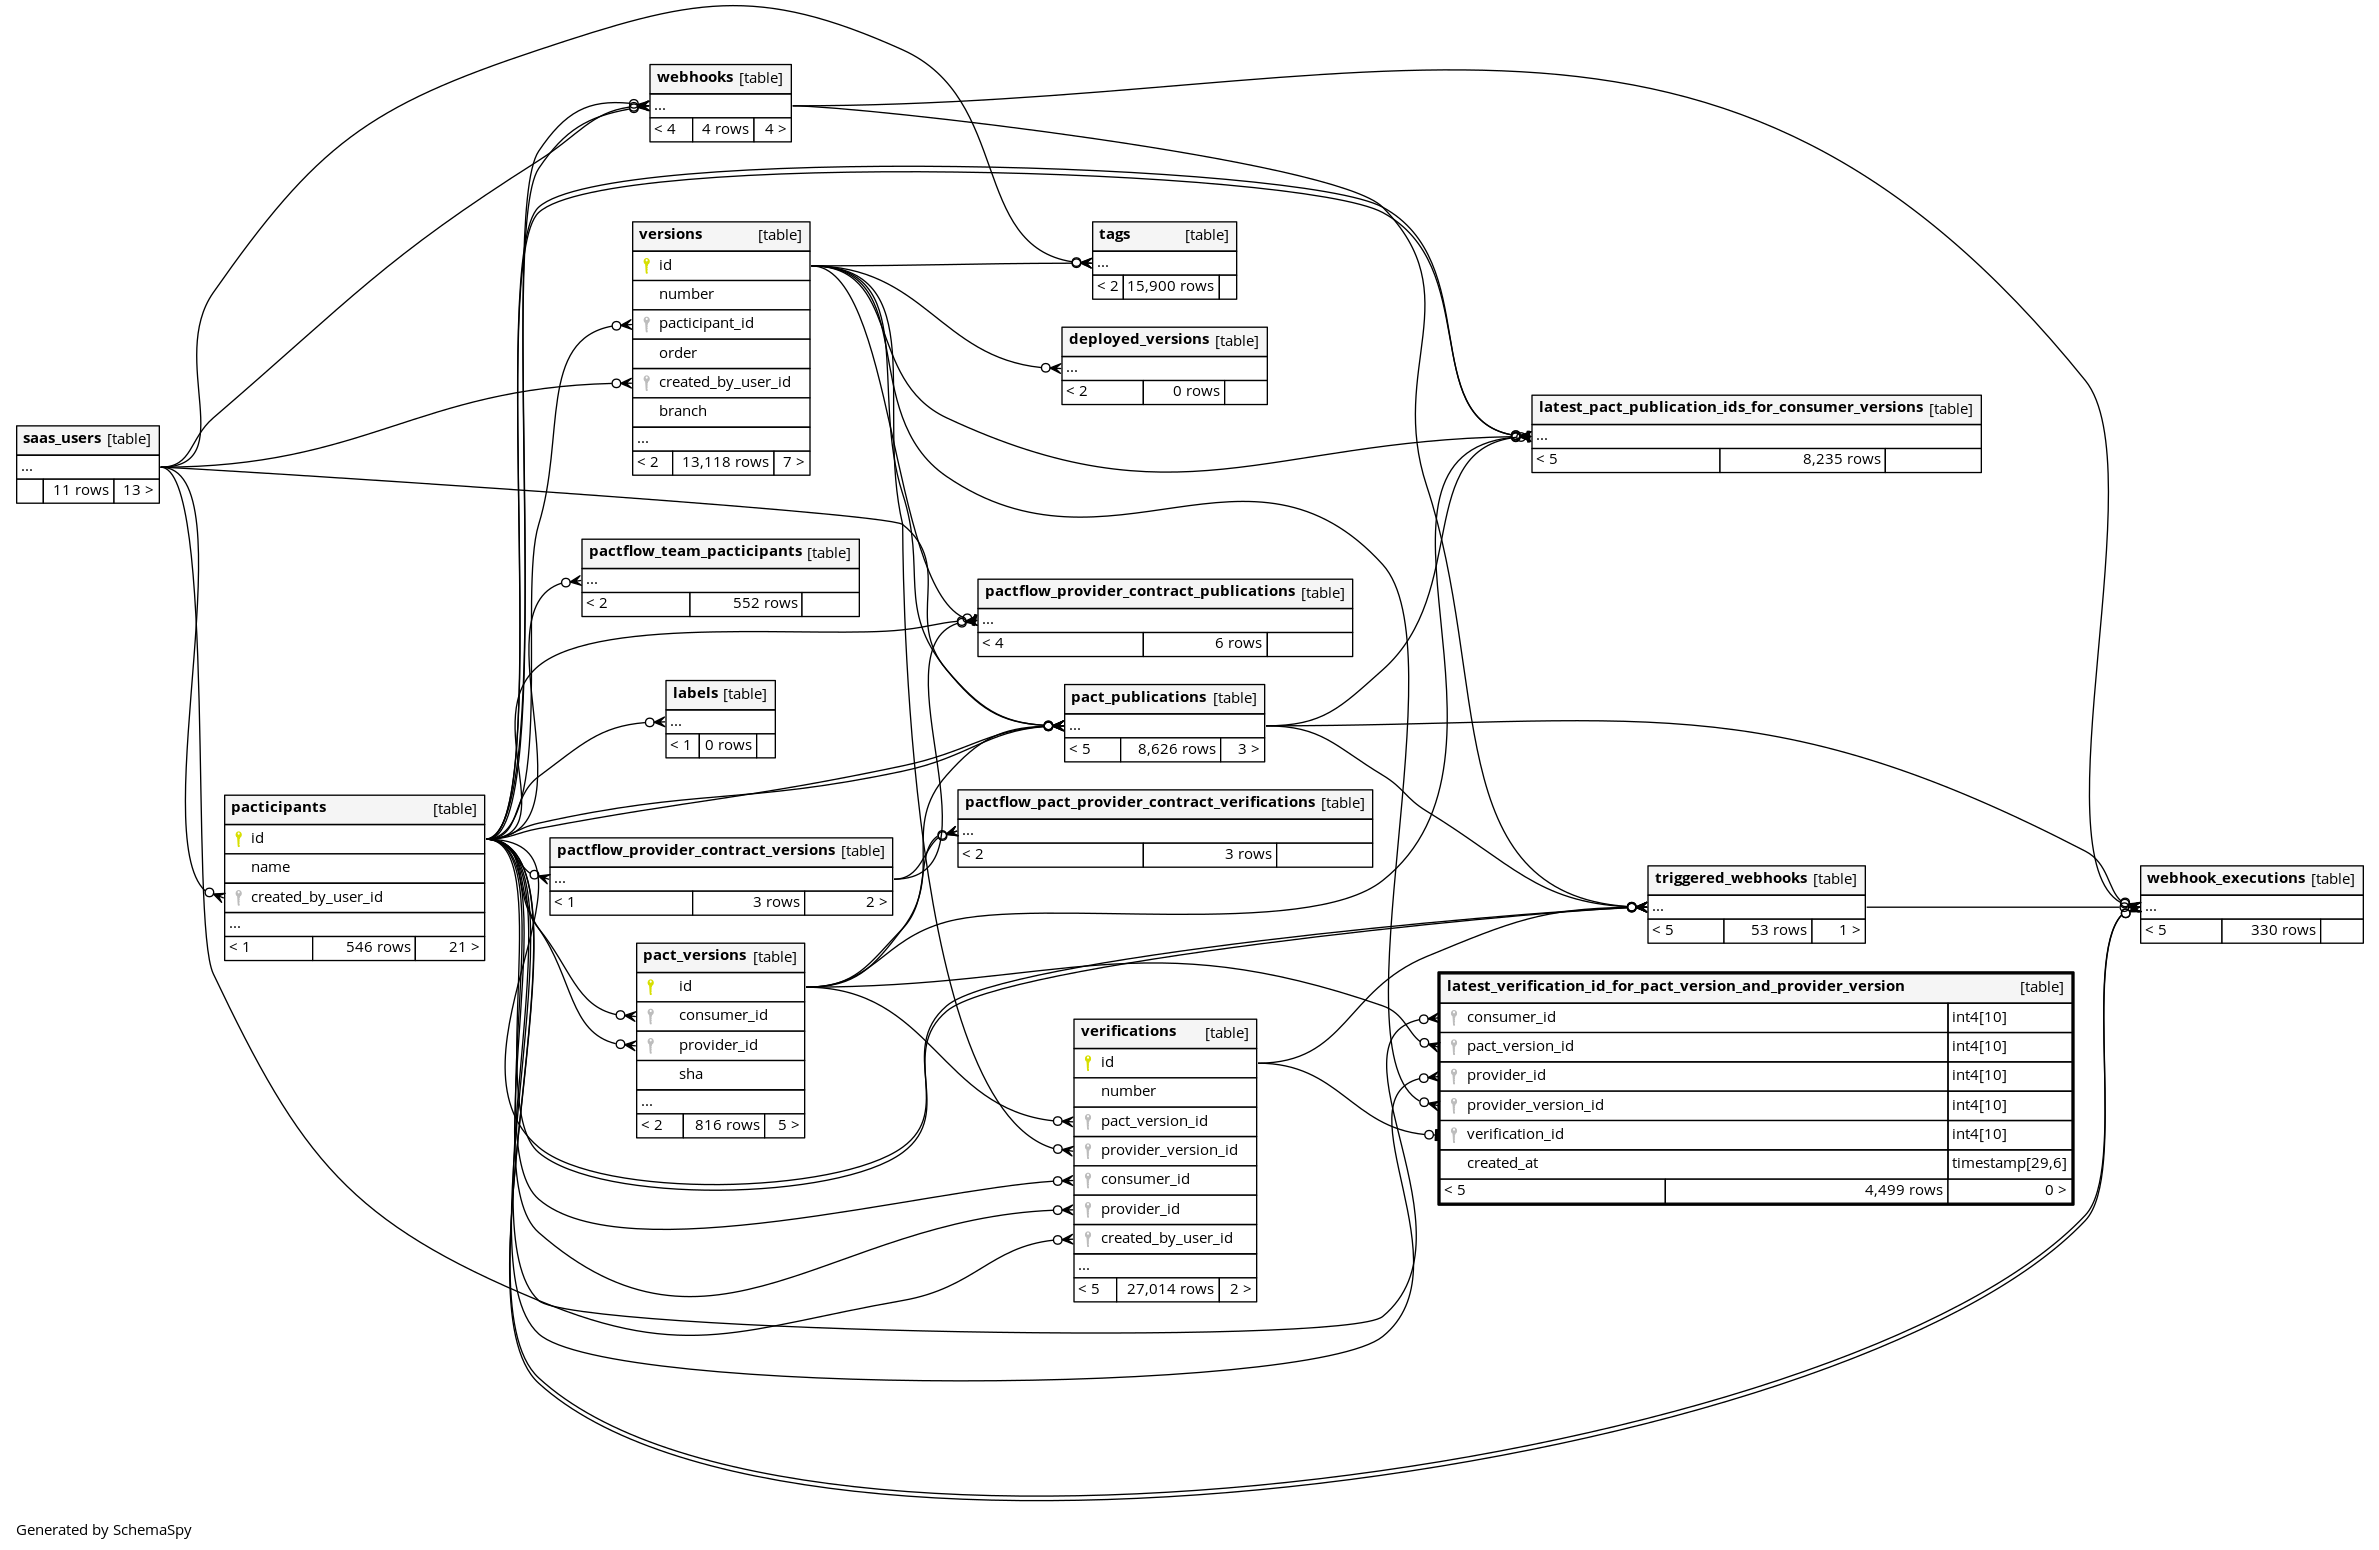 webhooks [table]
...
< 4 4 rows 4 >
versions [table]
id
number
pacticipant_id
order
created_by_user_id
branch
...
< 2 13,118 rows 7 >
tags [table]
...
< 2 15,900 rows
deployed_versions [table]
...
< 2 0 rows
latest_pact_publication_ids_for_consumer_versions [table]
...
< 5 8,235 rows
saas_users [table]
...
11 rows 13 >
pactflow_team_pacticipants [table]
...
< 2 552 rows
pactflow_provider_contract_publications [table]
...
< 4 6 rows
labels [table]
...
< 1 0 rows
pact_publications [table]
...
< 5 8,626 rows 3 >
pacticipants [table]
id
name
created_by_user_id
...
< 1 546 rows 21 >
pactflow_pact_provider_contract_verifications [table]
...
< 2 3 rows
pactflow_provider_contract_versions [table]
...
< 1 3 rows 2 >
triggered_webhooks [table]
...
< 5 53 rows 1 >
webhook_executions [table]
...
< 5 330 rows
pact_versions [table]
id
consumer_id
provider_id
sha
...
< 2 816 rows 5 >
latest_verification_id_for_pact_version_and_provider_version [table]
consumer_id int4[10]
pact_version_id int4[10]
provider_id int4[10]
provider_version_id int4[10]
verification_id int4[10]
created_at timestamp[29,6]
< 5 4,499 rows 0 >
verifications [table]
id
number
pact_version_id
provider_version_id
consumer_id
provider_id
created_by_user_id
...
< 5 27,014 rows 2 >
Generated by SchemaSpy